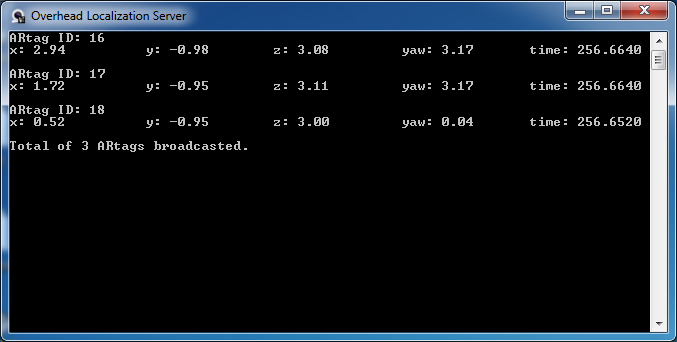 Overhead Localization Server
ARtag ID: 16
x: 2.94 y: -0.98 z: 3.08 yaw: 3.17 time: 256.6640
ARtag ID: 17
x: 1.72 y: -0.95 z: 3.11 yaw: 3.17 time: 256.6640
ARtag ID: 18
x: 0.52 y: -0.95 z: 3.00 yaw: 0.04 time: 256.6520
Total of 3 ARtags broadcasted.